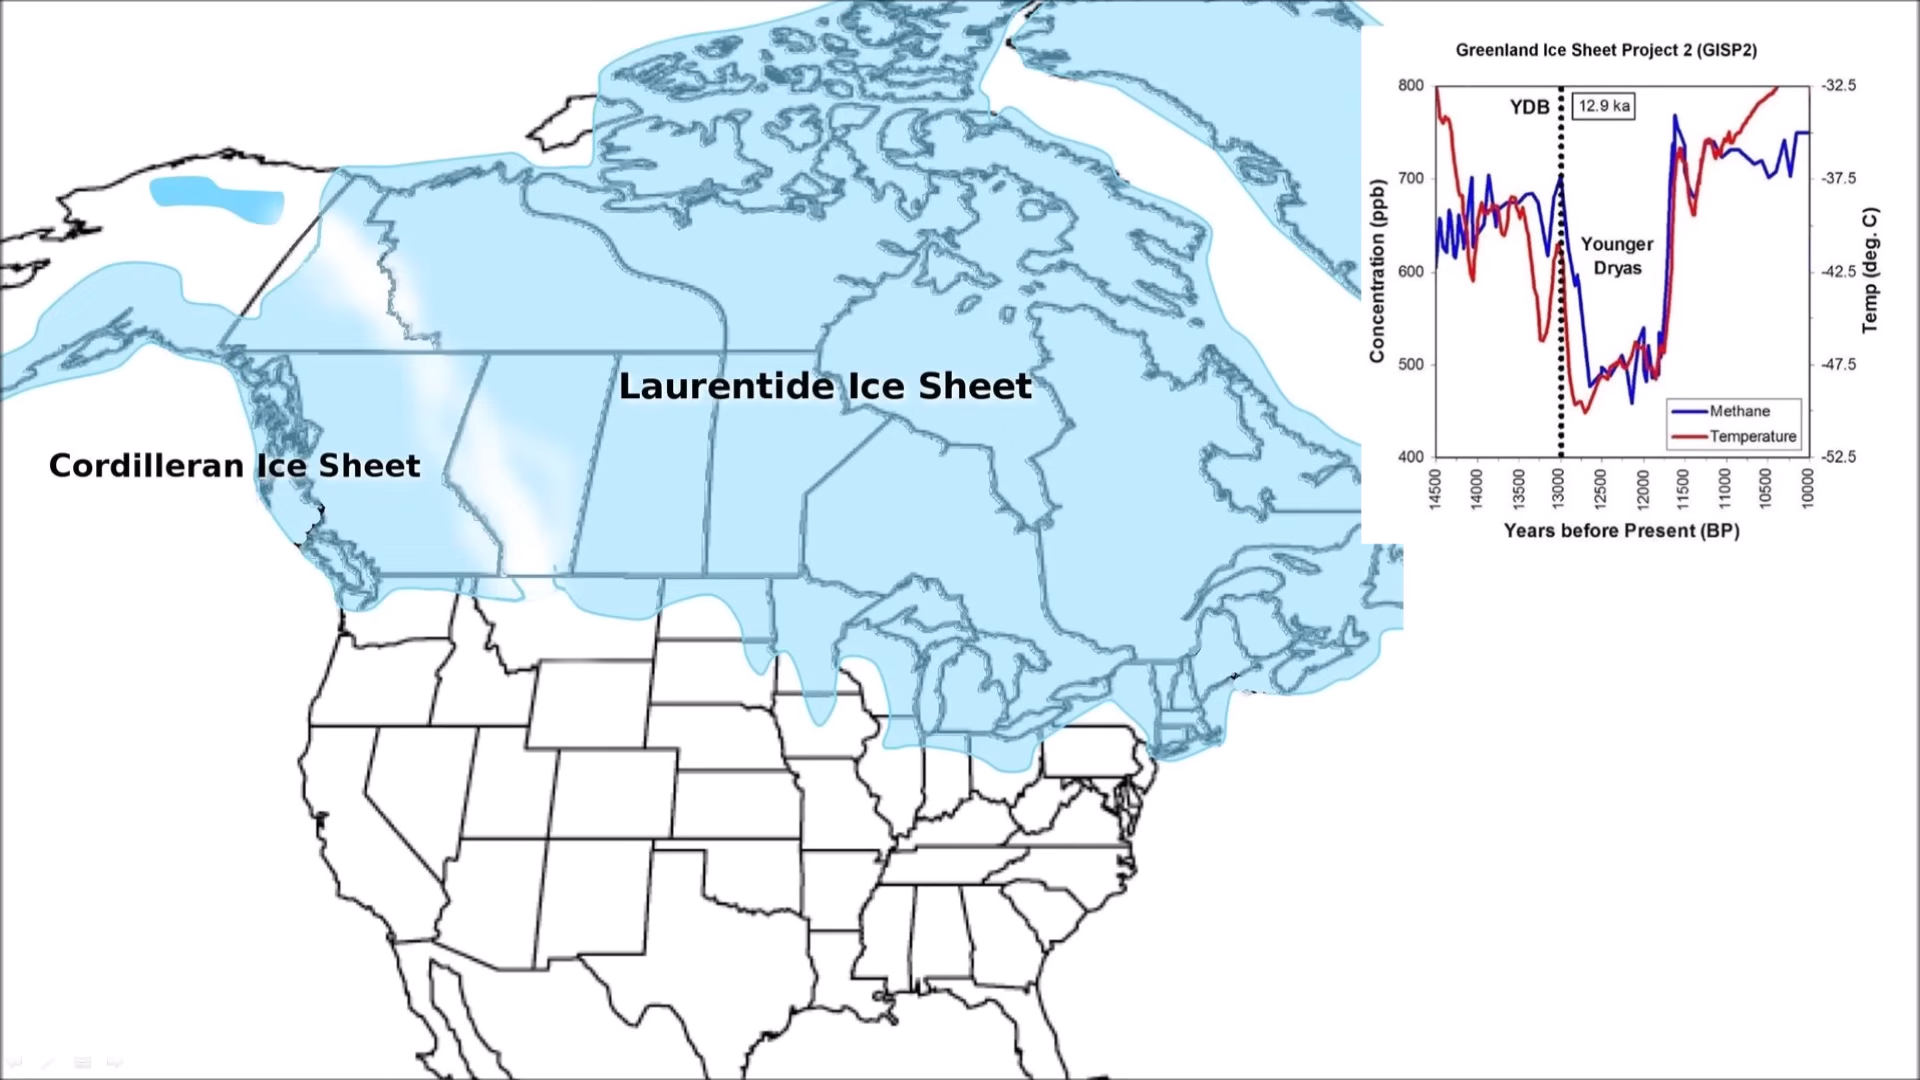 Laurentide Ice Sheet
Cordilleran Ice Sheet
Greenland Ice Sheet Project 2 (GISP2)
800
700
600
500
400
Concentration (ppb)
YDB
12.9 ka
Younger
Dryas
Methane
Temperature
-32.5
-37.5
-42.5
-47.5
-52.5
Temp (deg. C)
14500
14000
13500
13000
12500
12000
11500
11000
10500
10000
Years before Present (BP)